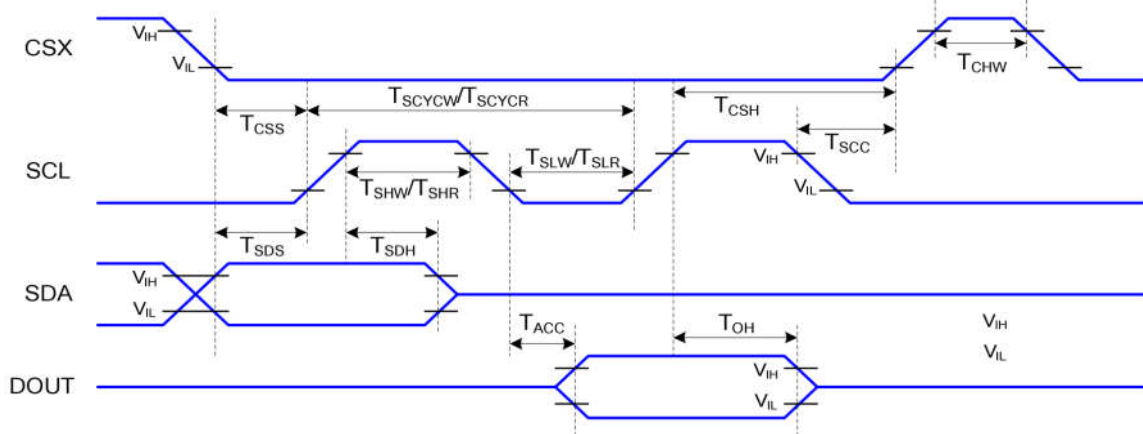 CSX
VIH
VIL
TCHW
TSCYCW/TSCYCR
TCSS
TCSH
TSCC
SCL
TSHW/TSHR
TSLW/TSLR
VIH
VIL
TSDS
TSDH
SDA
VIH
VIL
TACC
TOH
VIH
VIL
DOUT
VIH
VIL